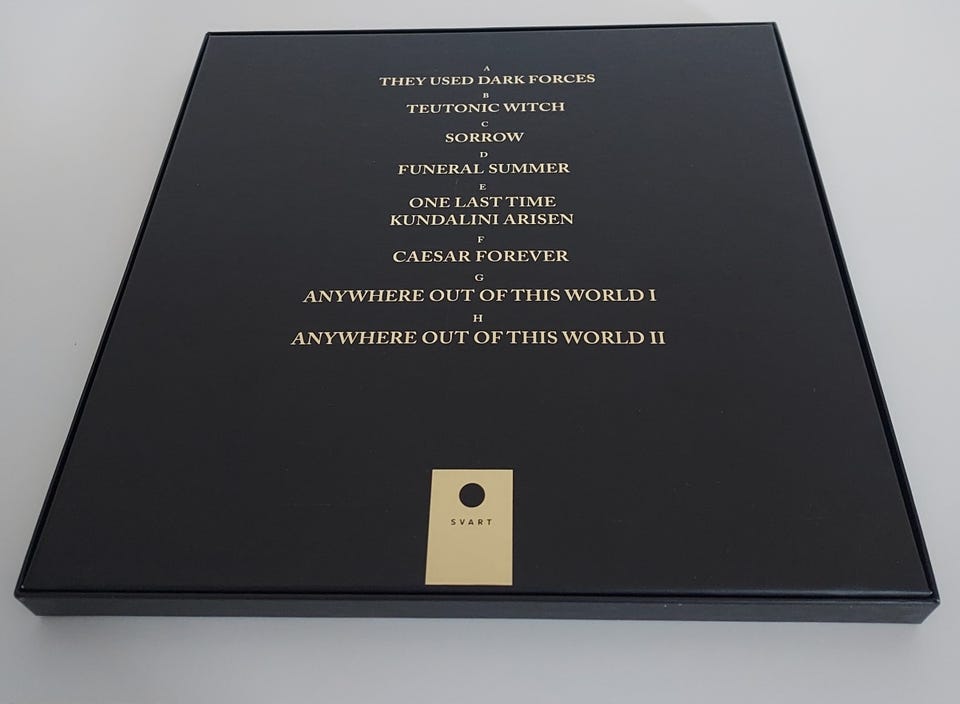 A
THEY USED DARK FORCES
B
TEUTONIC WITCH
C
SORROW
D
FUNERAL SUMMER
E
ONE LAST TIME
KUNDALINI ARISEN
F
CAESAR FOREVER
G
ANYWHERE OUT OF THIS WORLD I
H
ANYWHERE OUT OF THIS WORLD II
SVART